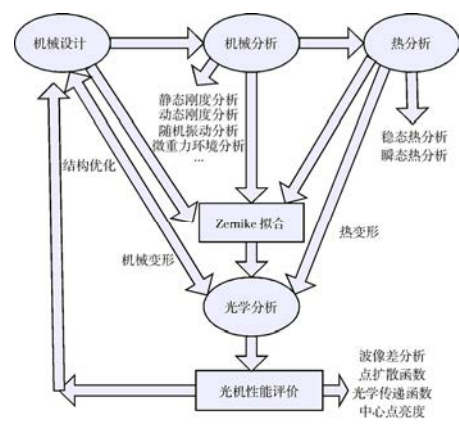 机械设计
机械分析
热分析
静态刚度分析
动态刚度分析
随机振动分析
微重力环境分析
...
稳态热分析
瞬态热分析
结构优化
Zernike 拟合
机械变形
热变形
光学分析
光机性能评价
波像差分析
点扩散函数
光学传递函数
中心点亮度